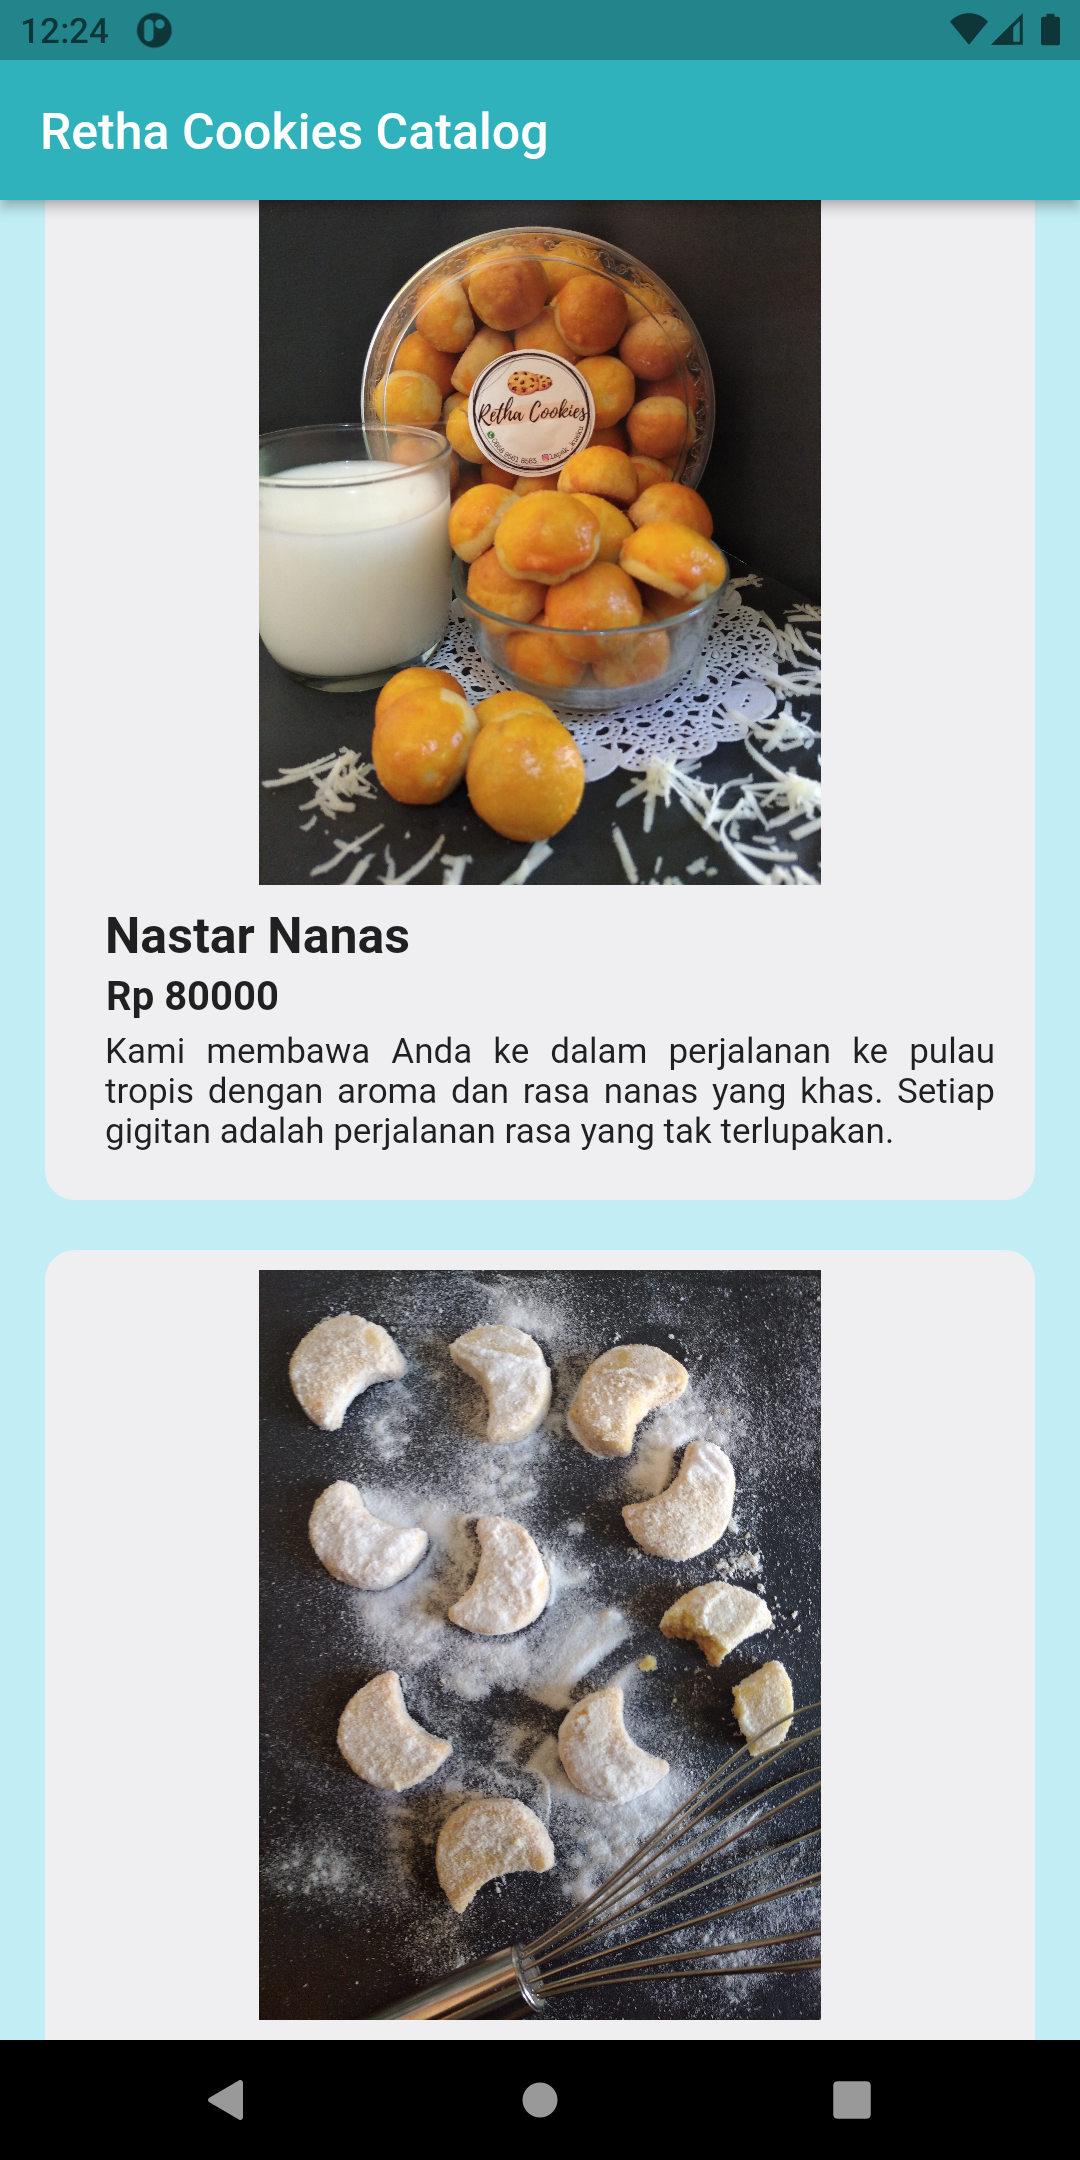 12:24
Retha Cookies Catalog
Retha Cookies
Nastar Nanas
Rp 80000
Kami membawa Anda ke dalam perjalanan ke pulau
tropis dengan aroma dan rasa nanas yang khas. Setiap
gigitan adalah perjalanan rasa yang tak terlupakan.